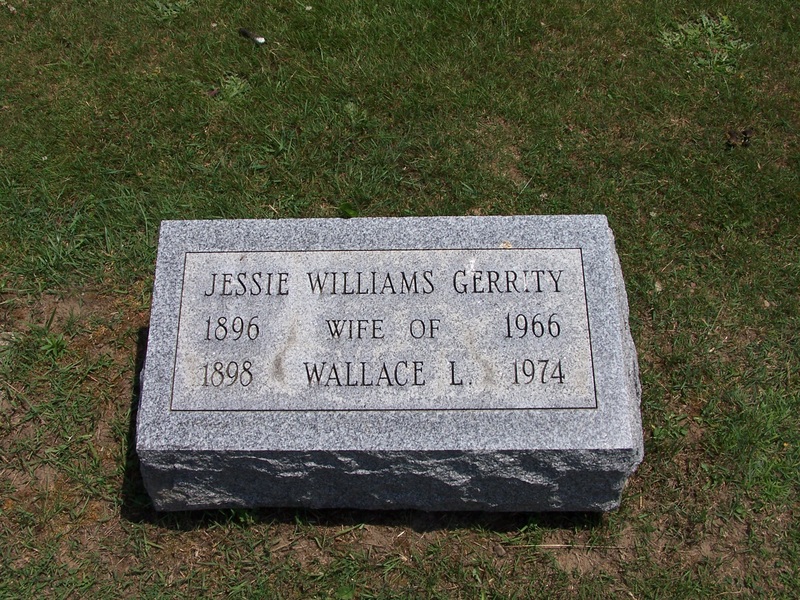 JESSIE WILLIAMS GERRITY
1896 WIFE OF 1966
1898 WALLACE L. 1974